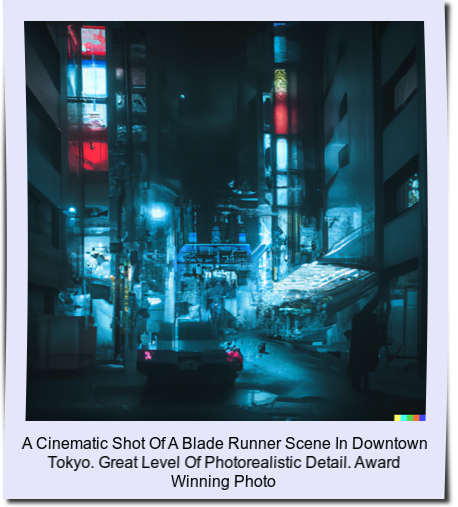 A Cinematic Shot Of A Blade Runner Scene In Downtown
Tokyo. Great Level Of Photorealistic Detail. Award
Winning Photo